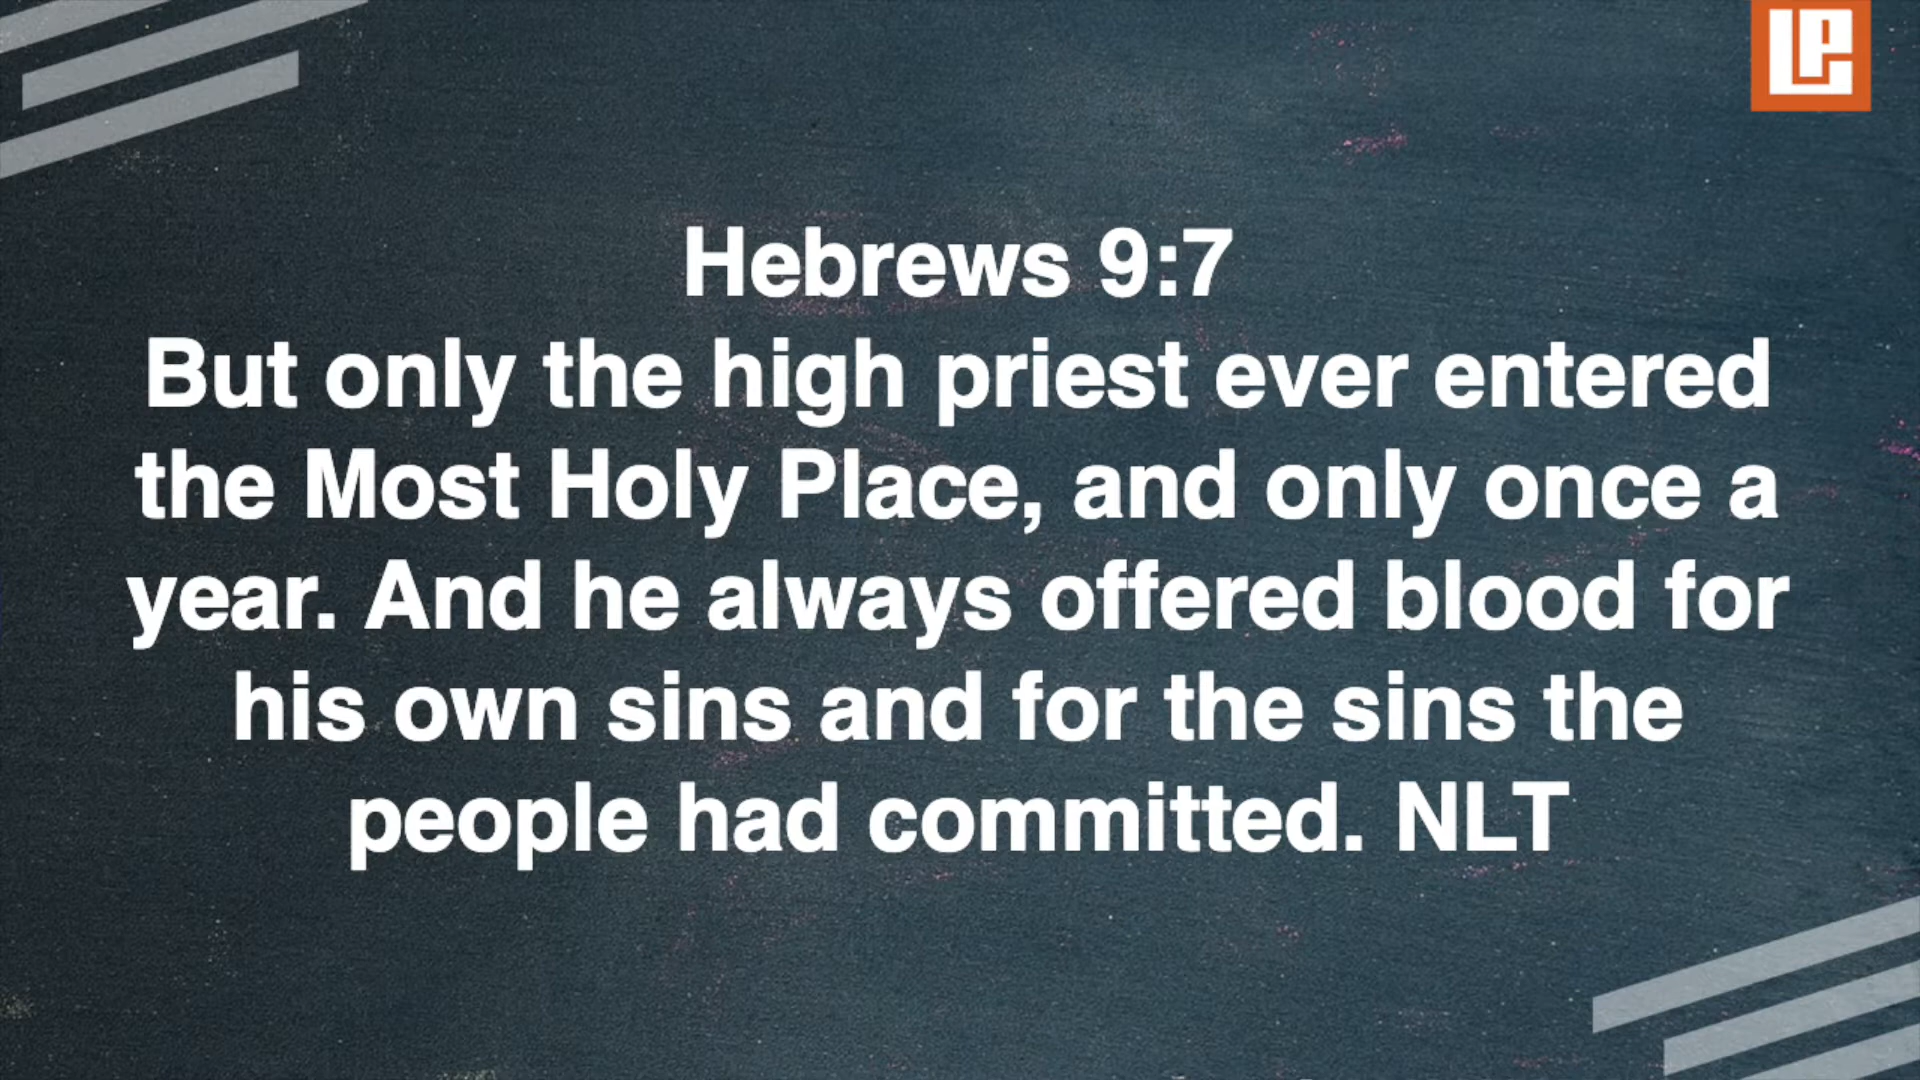 LP
Hebrews 9:7
But only the high priest ever entered
the Most Holy Place, and only once a
year. And he always offered blood for
his own sins and for the sins the
people had committed. NLT